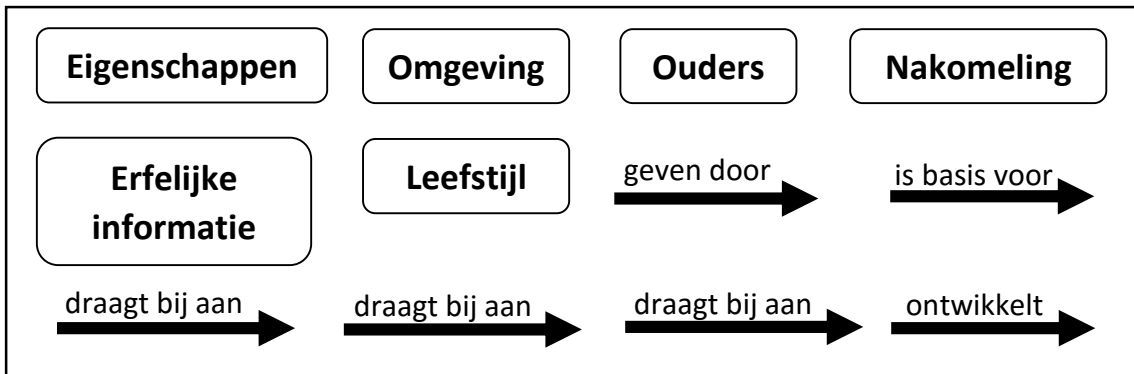 Eigenschappen
Omgeving
Ouders
Nakomeling
Erfelijke
informatie
Leefstijl
geven door
is basis voor
draagt bij aan
draagt bij aan
draagt bij aan
ontwikkelt